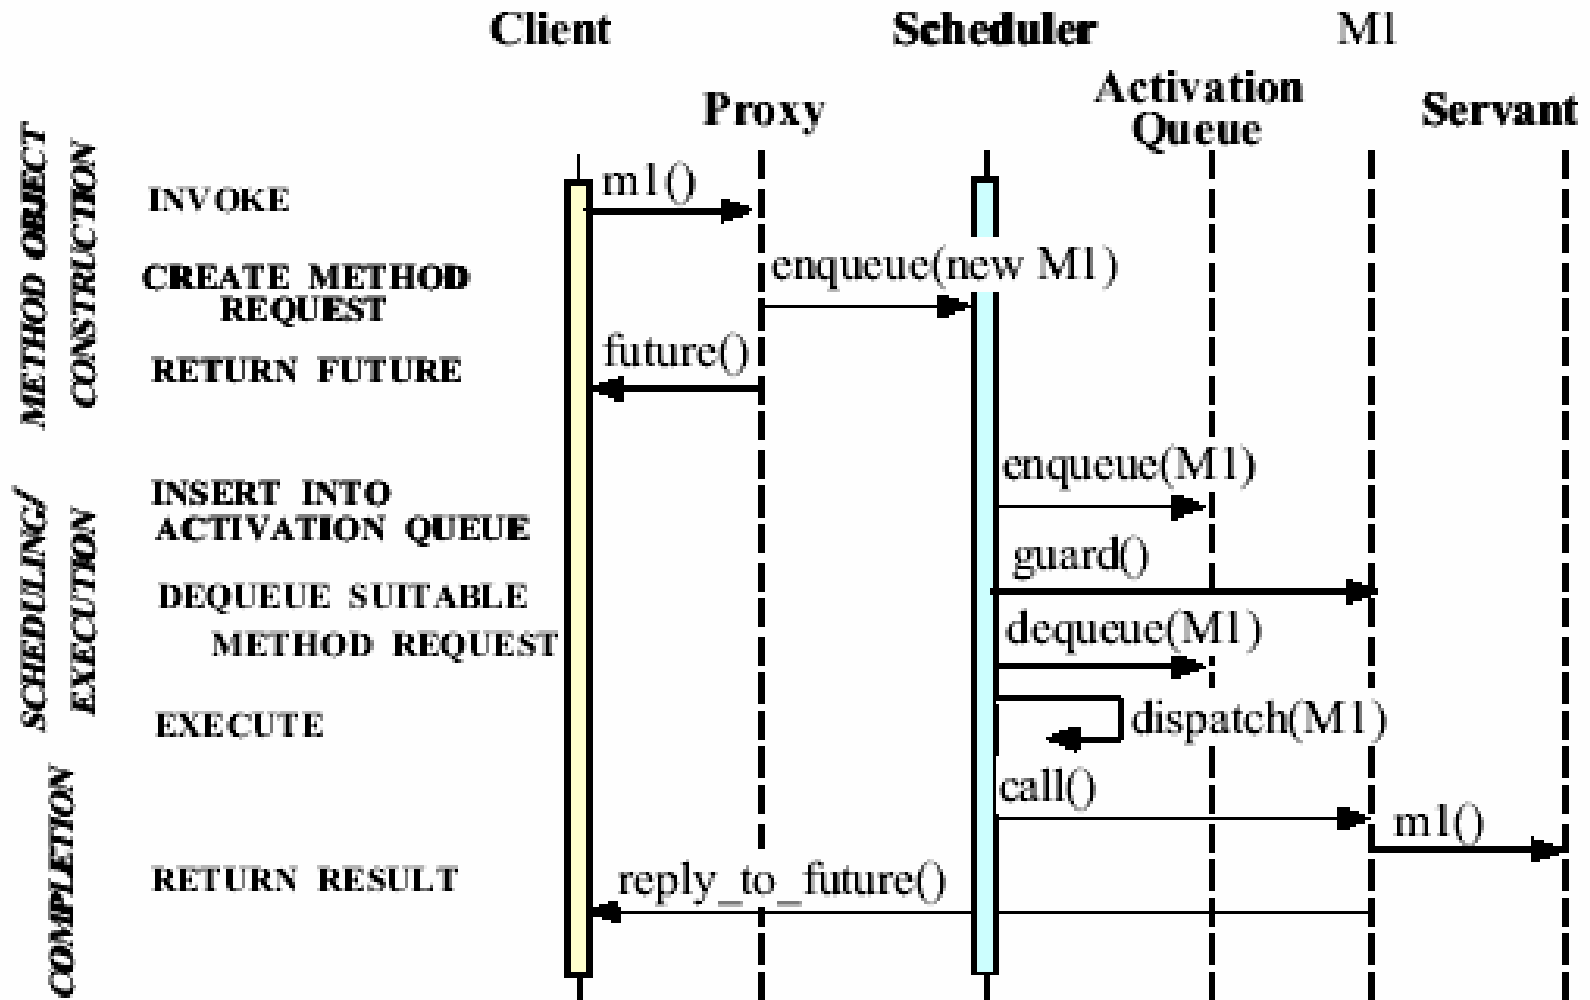 Client
Scheduler
M1
Proxy
Activation
Queue
Servant
METHOD OBJECT
CONSTRUCTION
INVOKE
m1()
CREATE METHOD
REQUEST
enqueue(new M1)
RETURN FUTURE
future()
SCHEDULING/
EXECUTION
INSERT INTO
ACTIVATION QUEUE
enqueue(M1)
guard()
DEQUEUE SUITABLE
METHOD REQUEST
dequeue(M1)
EXECUTE
dispatch(M1)
COMPLETION
call()
m1()
RETURN RESULT
reply_to_future()